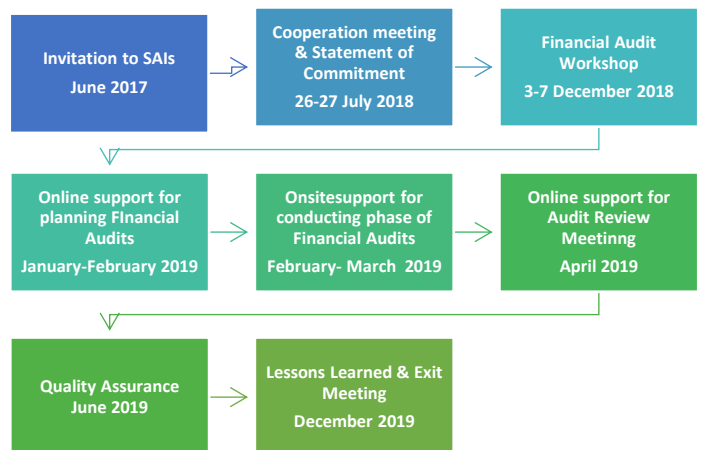 Invitation to SAIs
June 2017
Cooperation meeting
& Statement of
Commitment
26-27 July 2018
Financial Audit
Workshop
3-7 December 2018
Online support for
planning FInancial
Audits
January-February 2019
Onsitesupport for
conducting phase of
Financial Audits
February- March 2019
Online support for
Audit Review
Meetinng
April 2019
Quality Assurance
June 2019
Lessons Learned & Exit
Meeting
December 2019